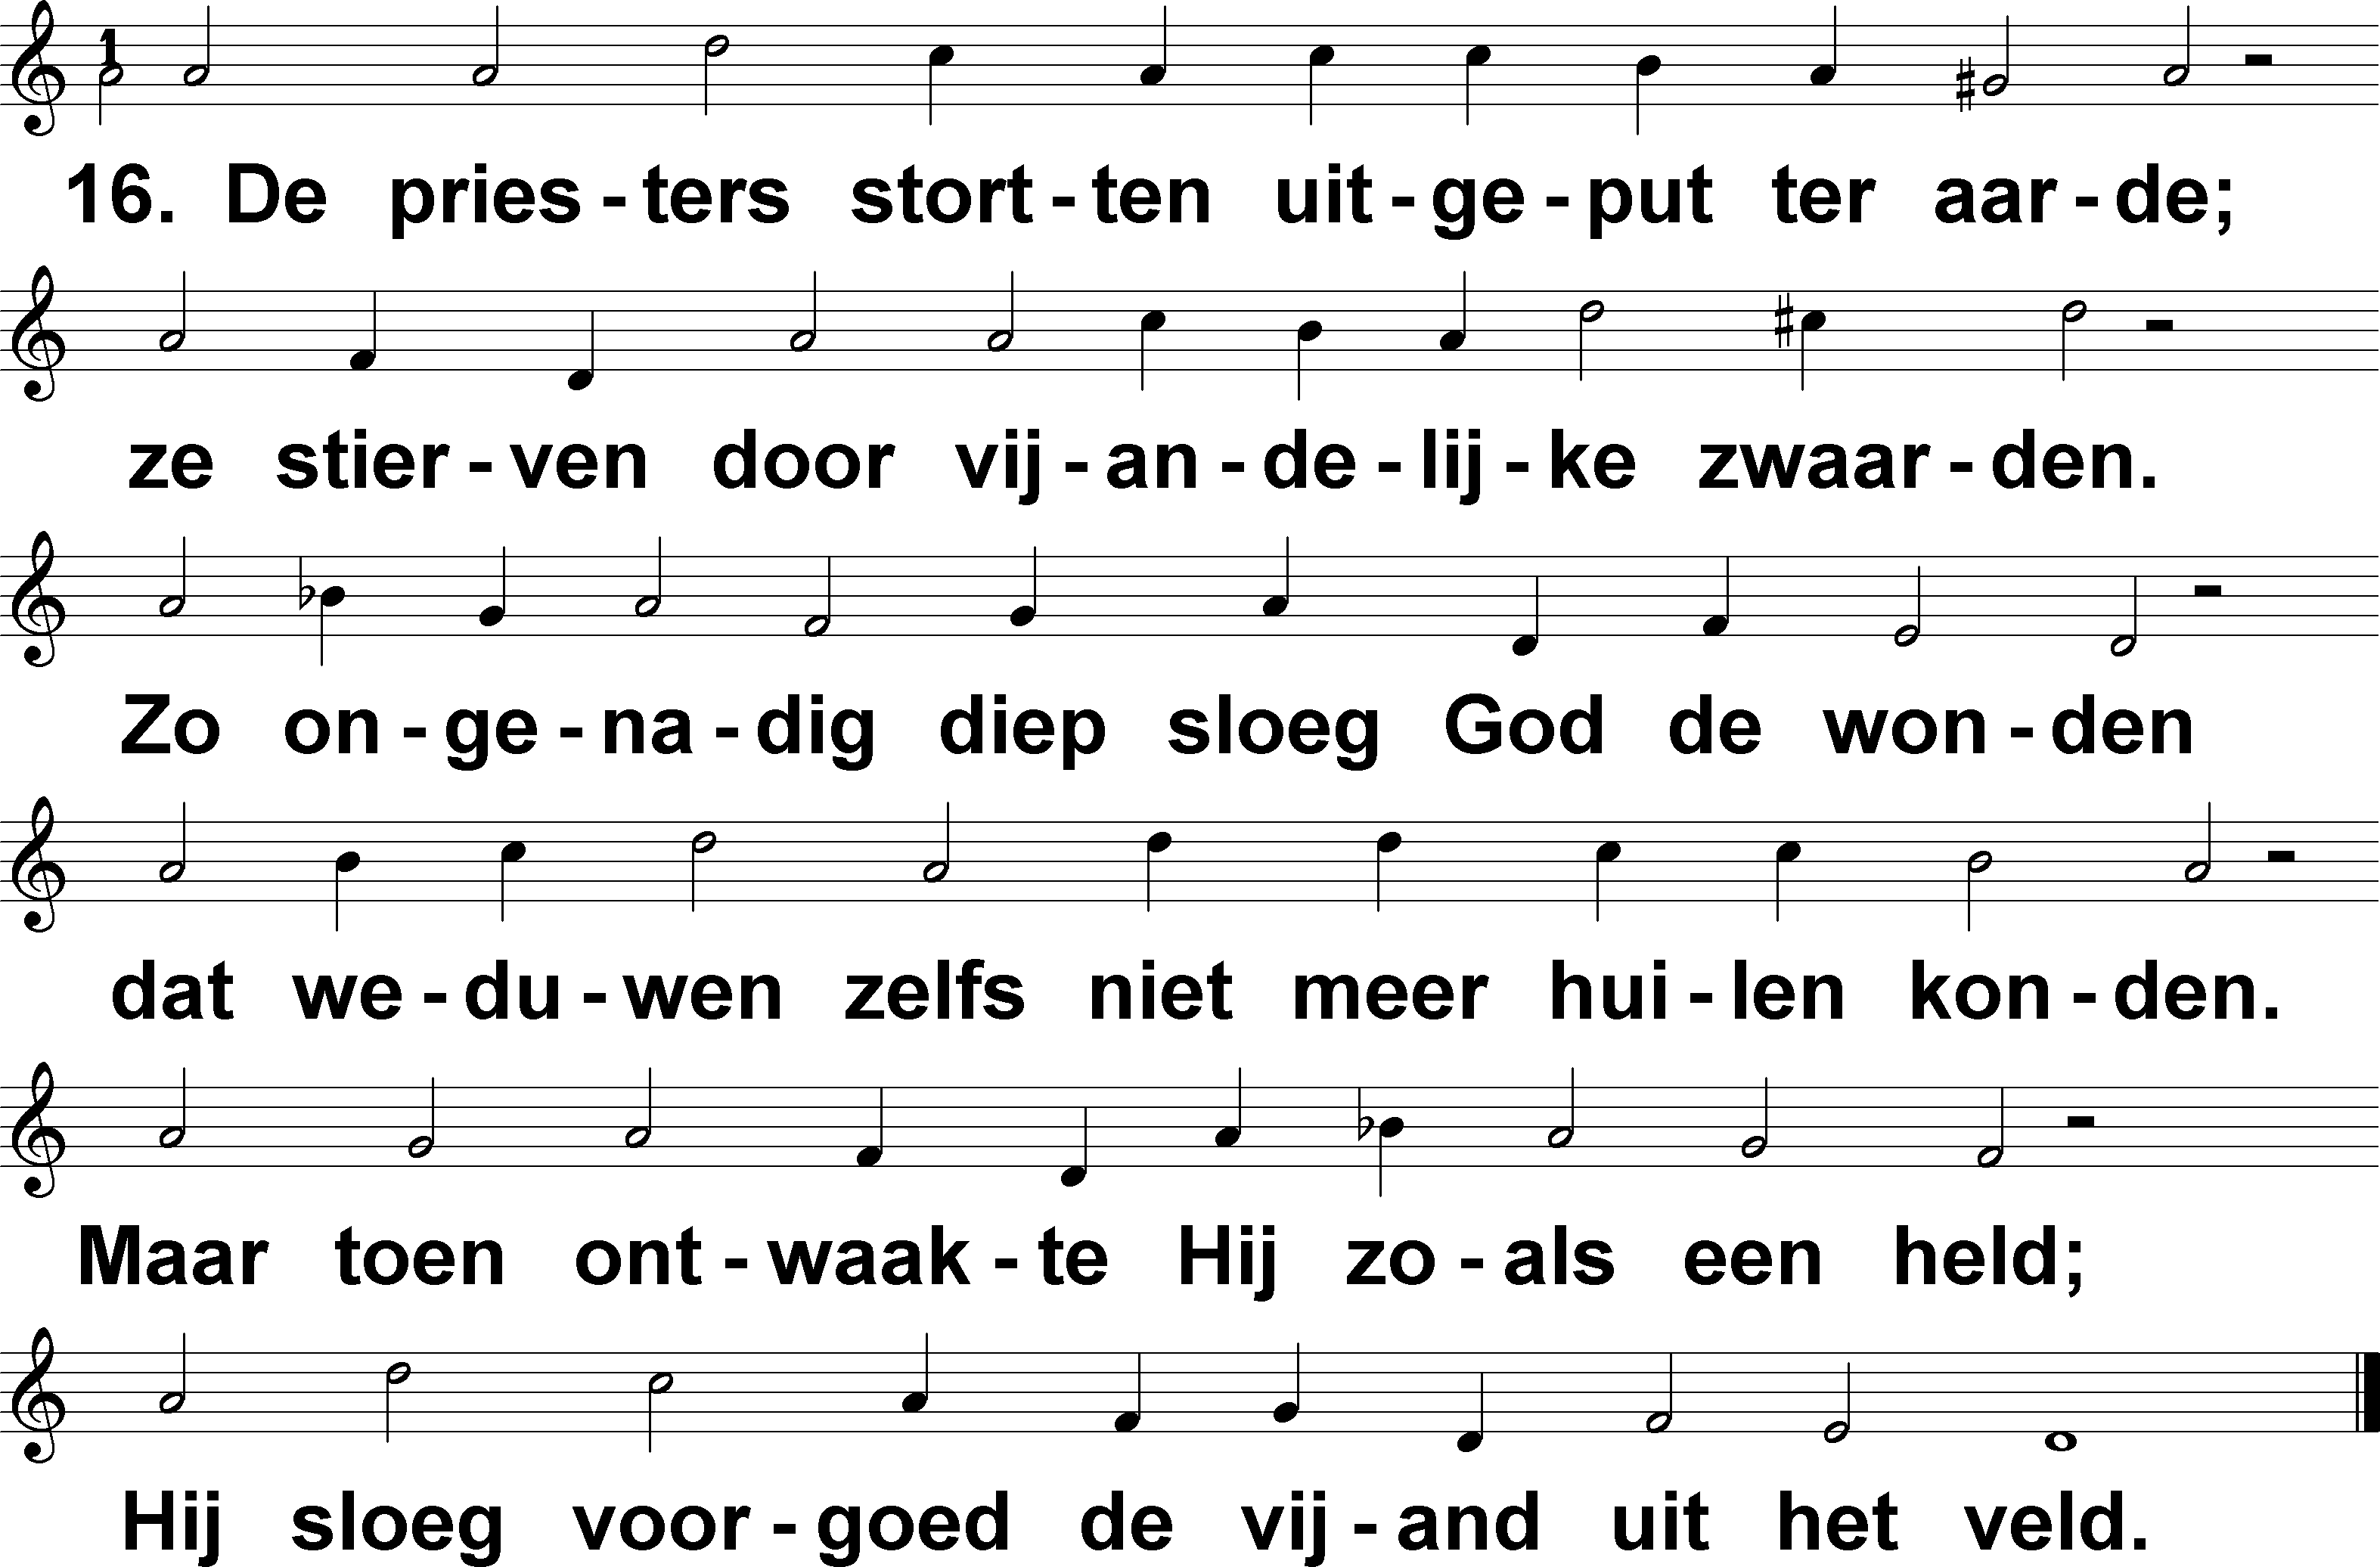 1
16. De pries - ters stort - ten uit - ge - put ter aar - de;
ze stier - ven door vij - an - de - lij - ke zwaar - den.
Zo on - ge - na - dig diep sloeg God de won - den
dat we - du - wen zelfs niet meer hui - len kon - den.
Maar toen ont - waak - te Hij zo - als een held;
Hij sloeg voor - goed de vij - and uit het veld.